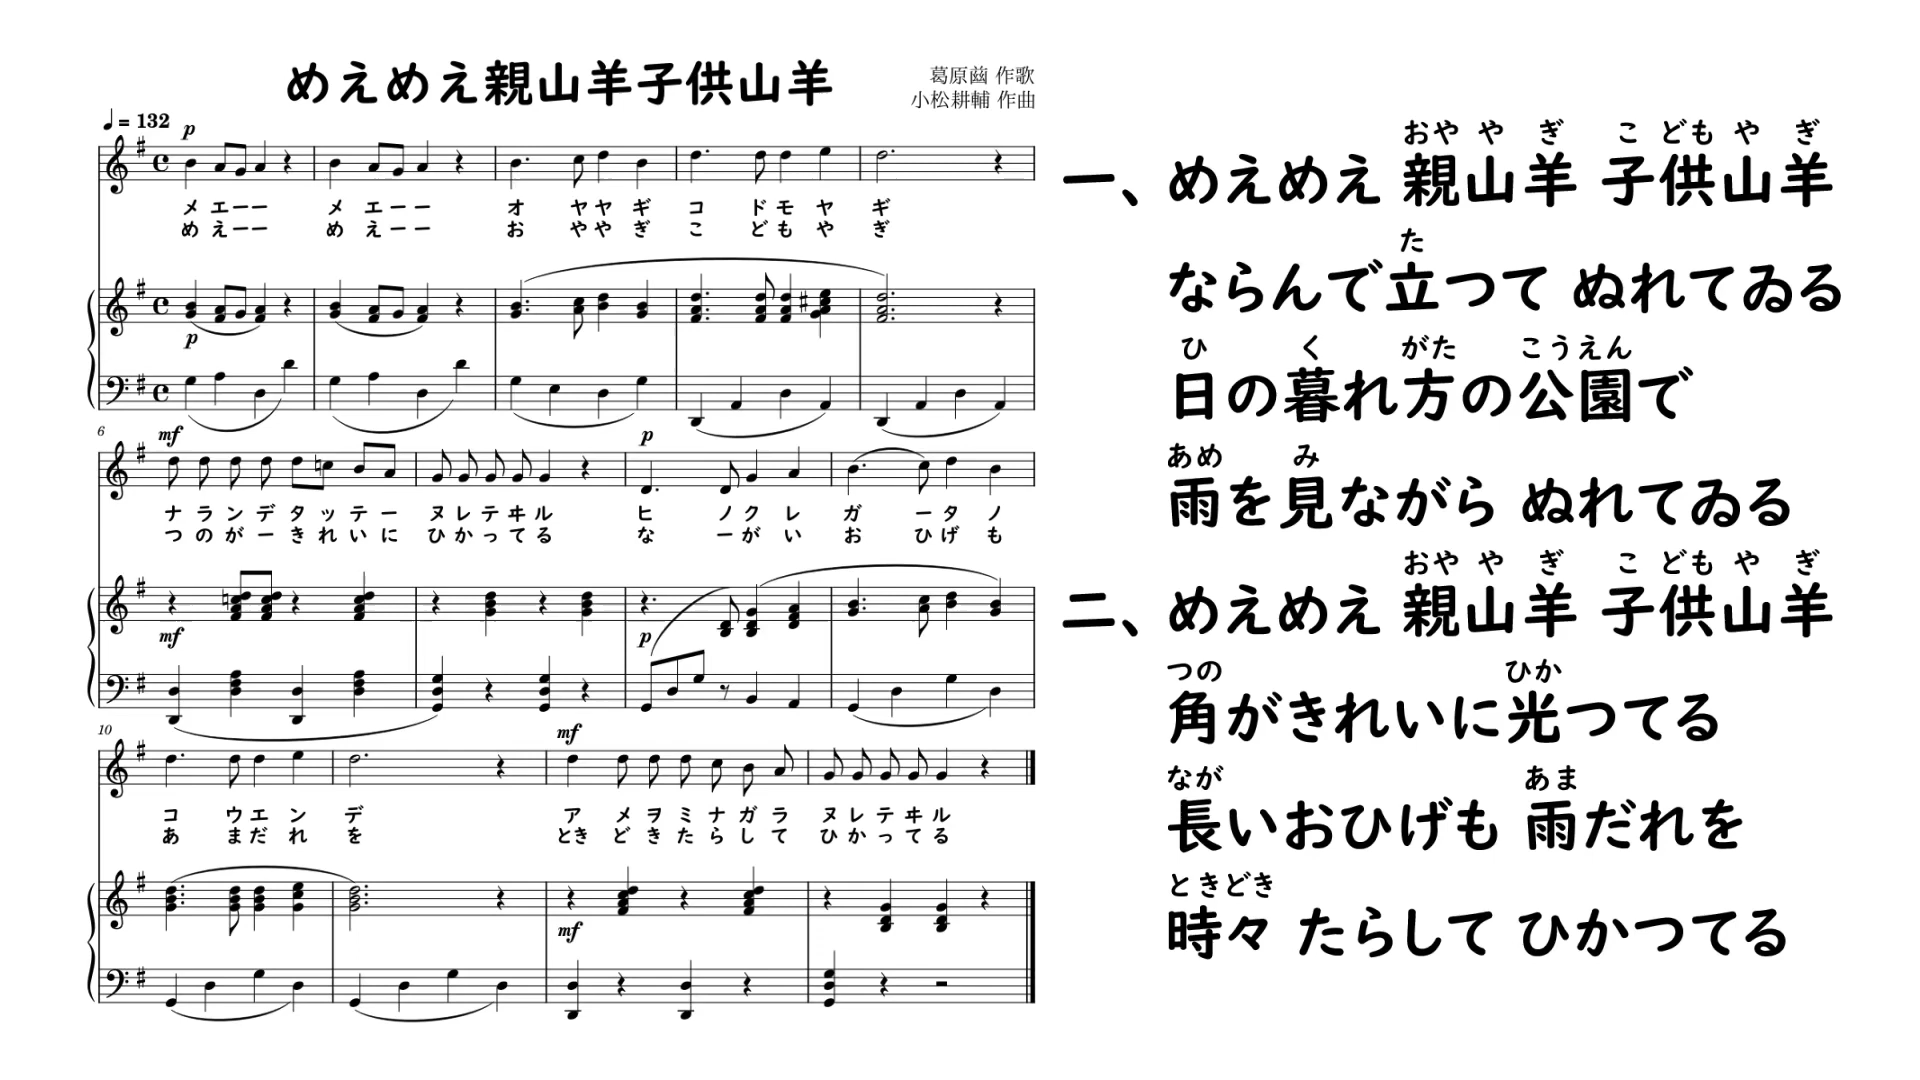 めえめえ親山羊子供山羊
葛原𦱳 作歌
小松耕輔 作曲
♩= 132
p
メ エーー メ エーー オ ヤヤギ コ ドモ ヤ ギ
め えーー め えーー お ややぎ こ ども や ぎ
p
6
mf
p
ナ ラ ン デ タ ッ テ ー ヌ レ テ ヰ ル ヒ ノ ク レ ガ ー タ ノ
つ の が ー き れ い に ひ か っ て る な ー が い お ひ げ も
mf
p
10
mf
コ ウ エ ン デ ア メ ヲ ミ ナ ガ ラ ヌ レ テ ヰ ル
あ ま だ れ を とき ど き た ら し て ひ か っ て る
mf
おや や ぎ こ ども や ぎ
一、めえめえ 親山羊 子供山羊
た
ならんで立つて ぬれてゐる
ひ く がた こうえん
日の暮れ方の公園で
あめ み
雨を見ながら ぬれてゐる
おや や ぎ こ ども や ぎ
二、めえめえ 親山羊 子供山羊
つの ひか
角がきれいに光つてる
なが あま
長いおひげも 雨だれを
ときどき
時々 たらして ひかつてる